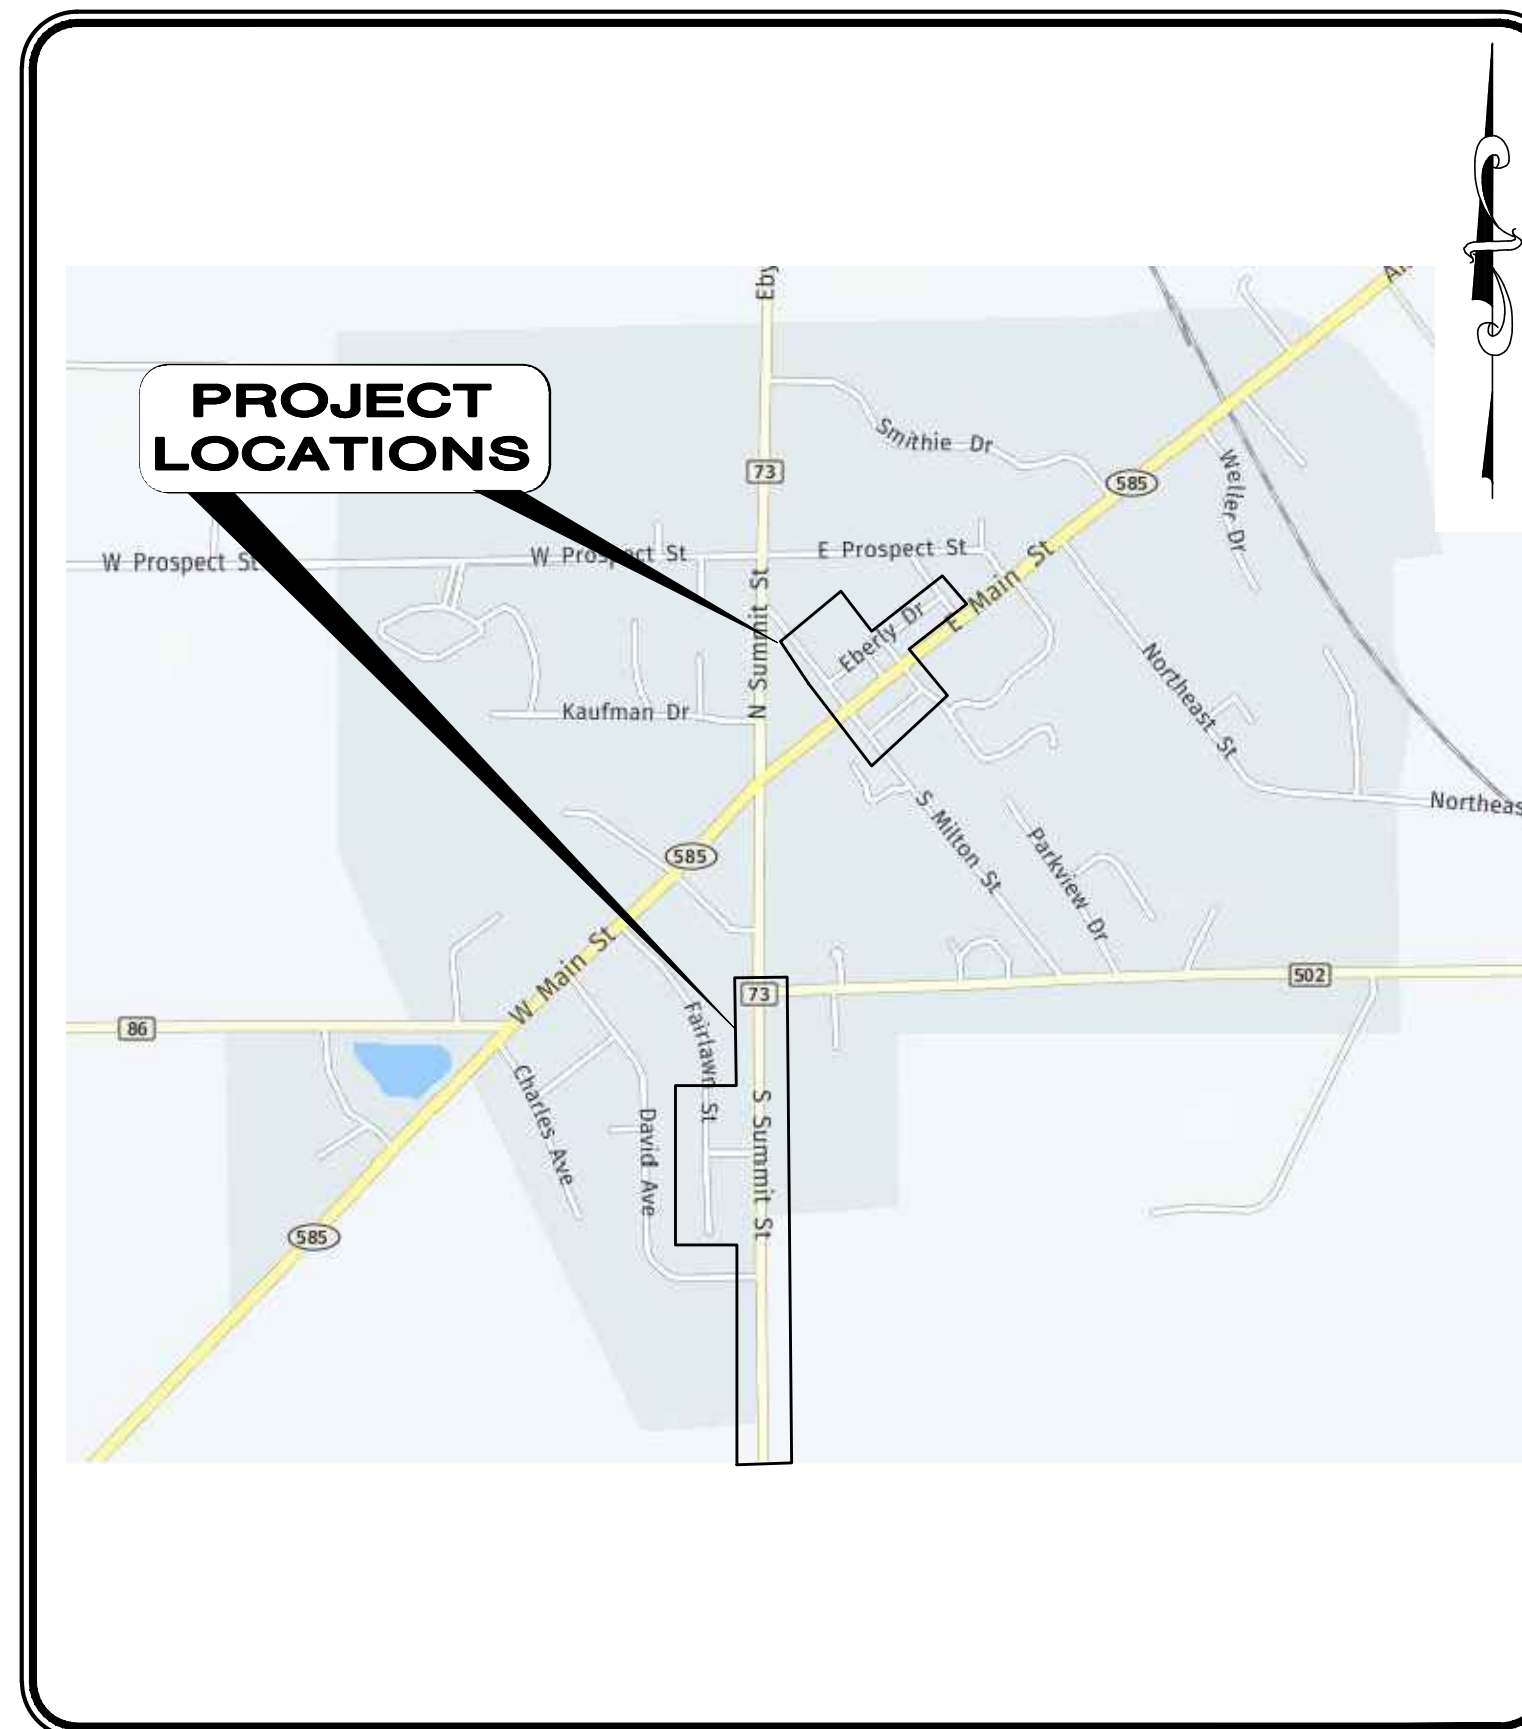 Eby
PROJECT
LOCATIONS
Smithie Dr
73
585
Weller Dr
W Prospect St
W Prospect St
E Prospect St
E Main St
N Summit St
Eberly Dr
Northeast St
Kaufman Dr
Northeas
S Milton St
Parkview Dr
585
W Main St
502
73
86
Fairlawn St
Charles Ave
David Ave
S Summit St
585